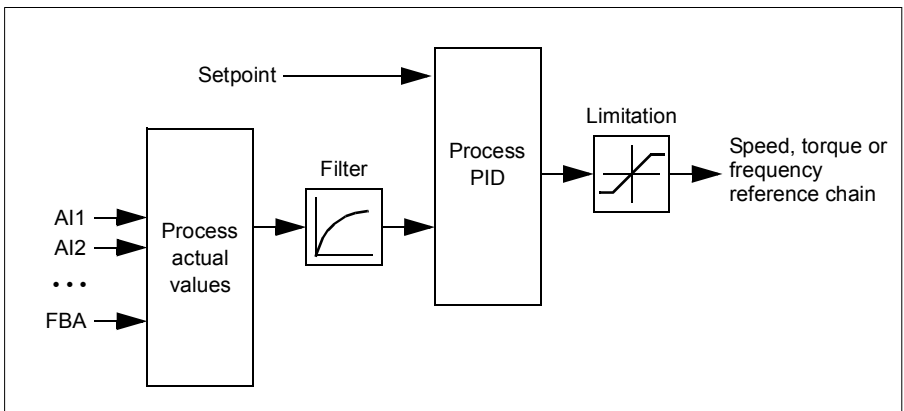 Setpoint
Process
PID
Limitation
Speed, torque or
frequency
reference chain
Filter
AI1
AI2
• • •
FBA
Process
actual
values